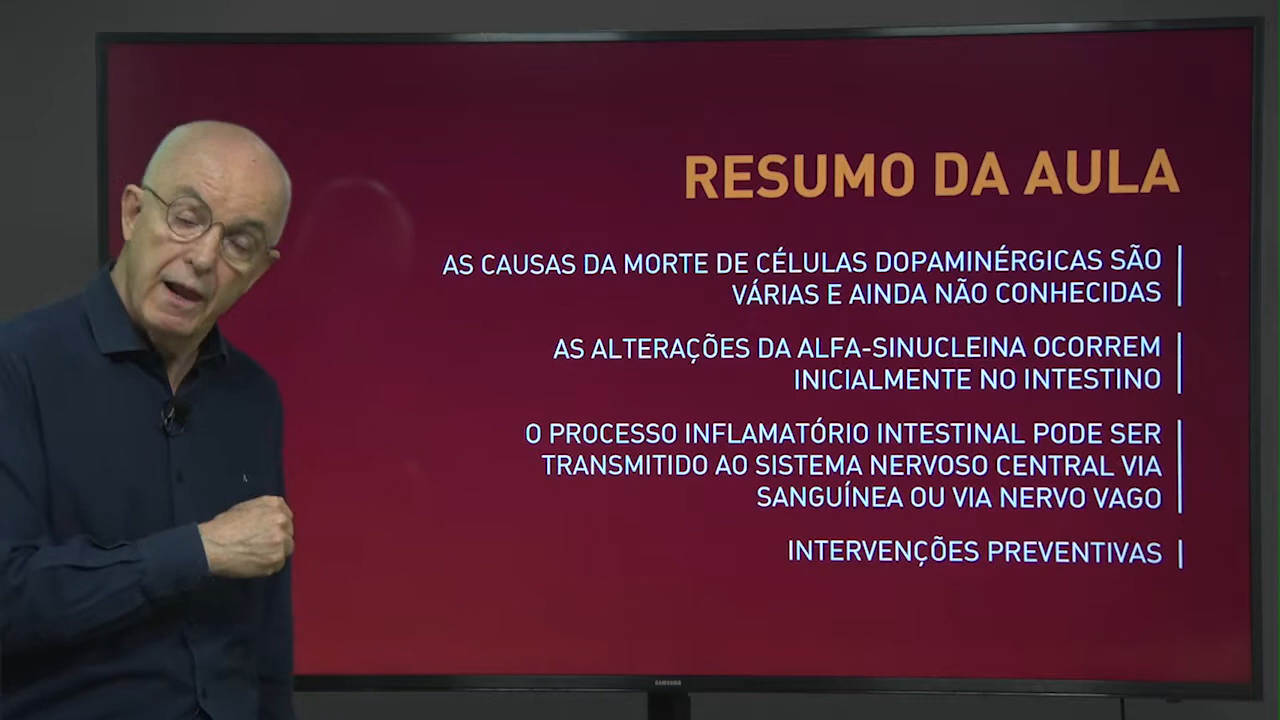 RESUMO DA AULA
AS CAUSAS DA MORTE DE CÉLULAS DOPAMINÉRGICAS SÃO
VÁRIAS E AINDA NÃO CONHECIDAS
AS ALTERAÇÕES DA ALFA-SINUCLEINA OCORREM
INICIALMENTE NO INTESTINO
O PROCESSO INFLAMATÓRIO INTESTINAL PODE SER
TRANSMITIDO AO SISTEMA NERVOSO CENTRAL VIA
SANGUÍNEA OU VIA NERVO VAGO
INTERVENÇÕES PREVENTIVAS
SAMSUNG